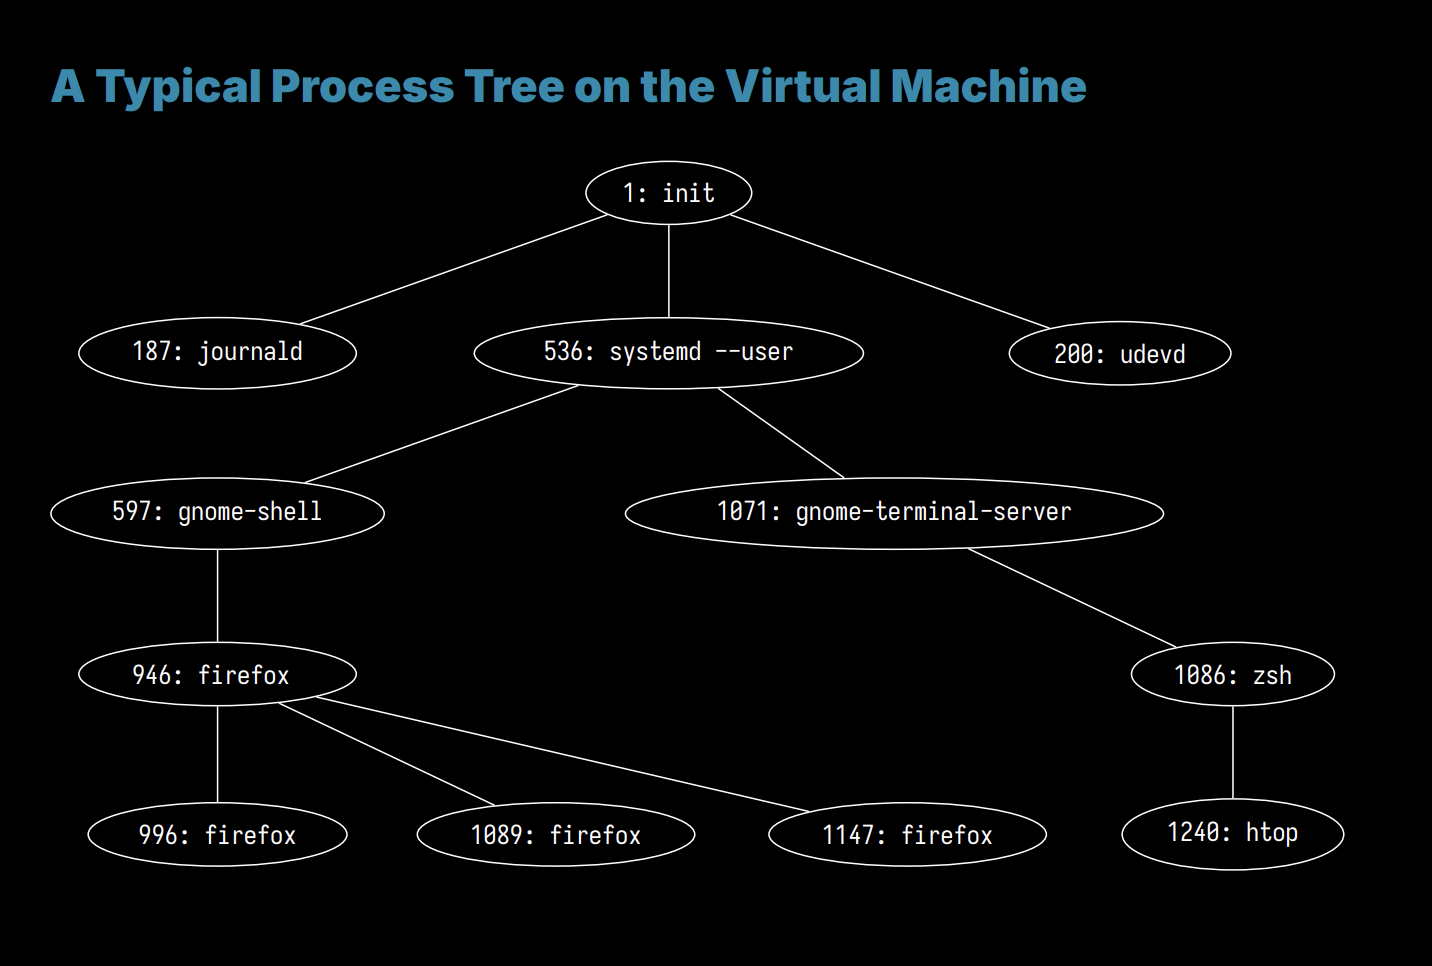 A Typical Process Tree on the Virtual Machine
1: init
187: journald
536: systemd --user
200: udevd
597: gnome-shell
1071: gnome-terminal-server
946: firefox
1086: zsh
996: firefox
1089: firefox
1147: firefox
1240: htop